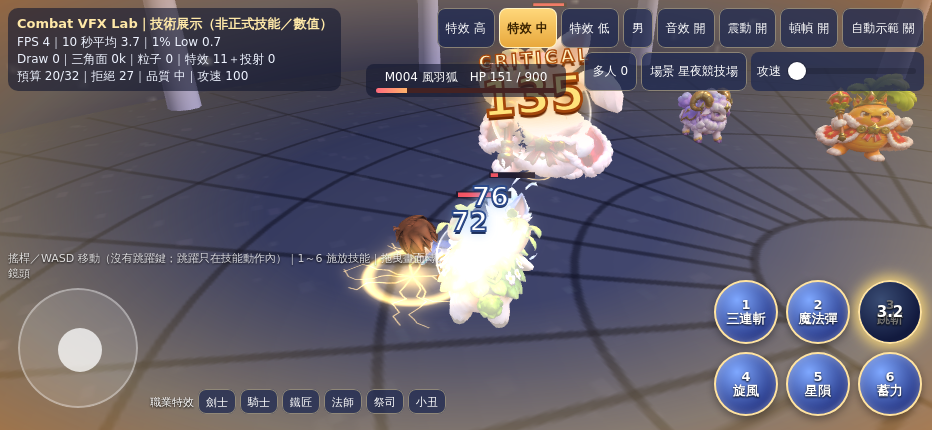 Combat VFX Lab｜技術展示（非正式技能／數值）
FPS 4｜10 秒平均 3.7｜1% Low 0.7
Draw 0｜三角面 0k｜粒子 0｜特效 11＋投射 0
預算 20/32｜拒絕 27｜品質 中｜攻速 100
特效 高
特效 中
特效 低
男
音效 開
震動 開
頓幀 開
自動示範 關
多人 0
場景 星夜競技場
攻速
M004 風羽狐 HP 151 / 900
CRITICAL
135
76
72
搖桿／WASD 移動（沒有跳躍鍵；跳躍只在技能動作內）｜1~6 施放技能｜拖曳畫面轉
鏡頭
1
三連斬
2
魔法彈
3
跳斬
3.2
4
旋風
5
星隕
6
蓄力
職業特效
劍士
騎士
鐵匠
法師
祭司
小丑